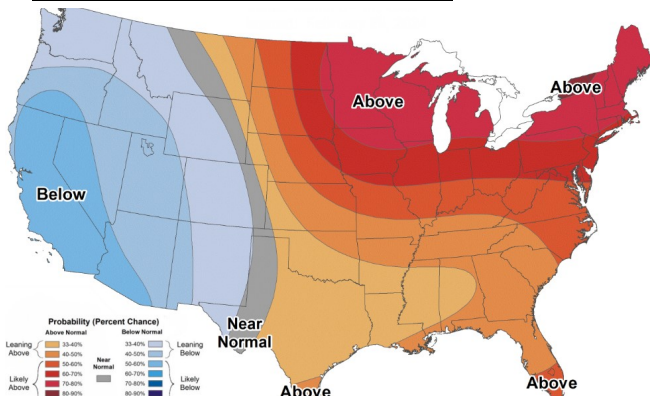 Above
Above
Below
Near
Normal
Above
Above
Probability (Percent Chance)
Above Normal
Below Normal
Leaning
Above
33-40%
40-50%
50-60%
60-70%
70-80%
80-90%
Likely
Above
Near
Normal
33-40%
40-50%
50-60%
60-70%
70-80%
80-90%
Leaning
Below
Likely
Below